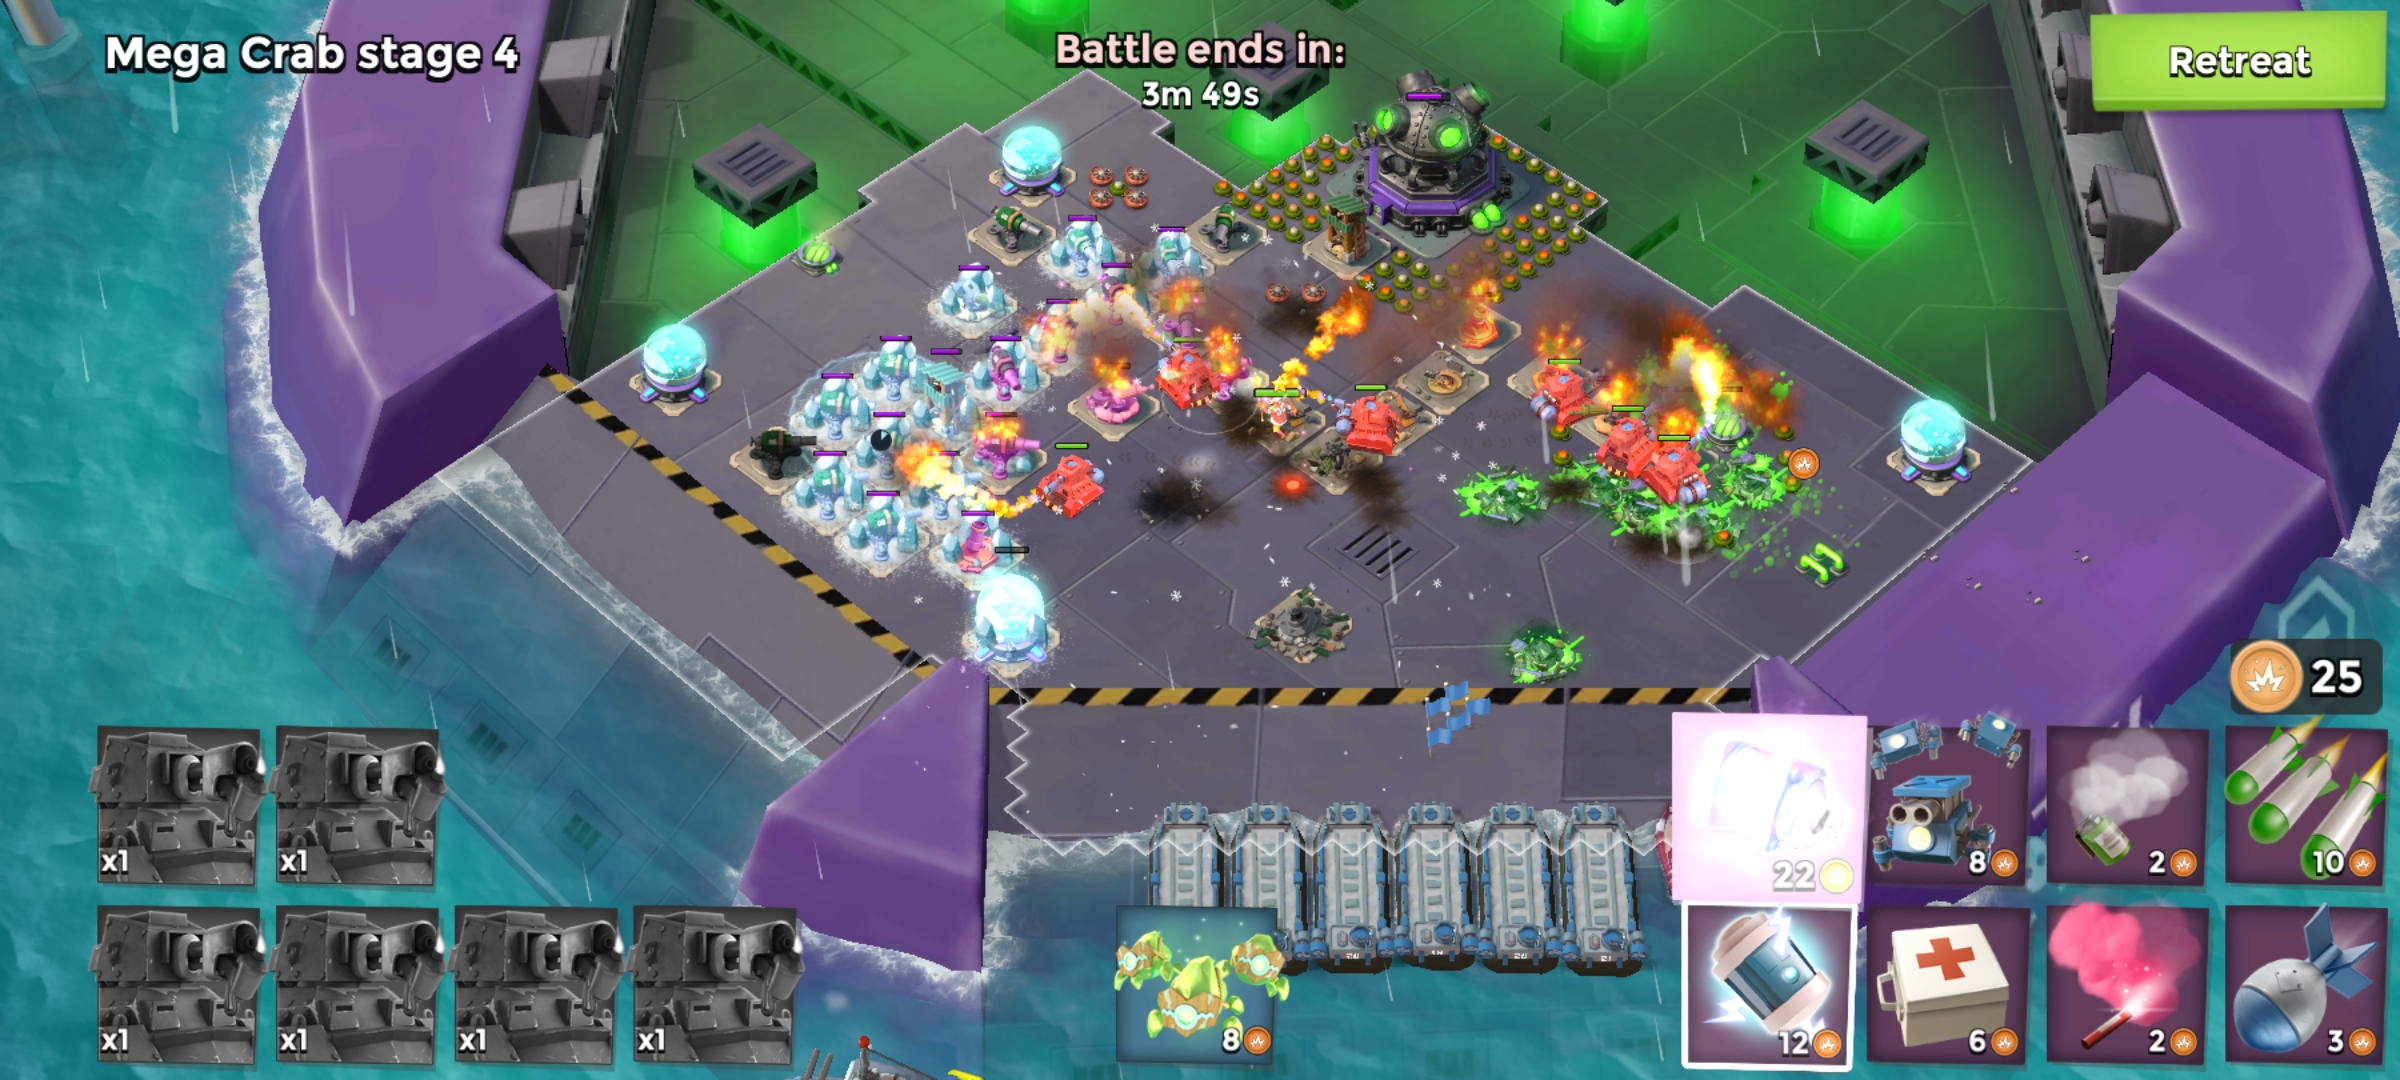 Mega Crab stage 4
Battle ends in:
3m 49s
Retreat
25
x1
x1
22
8
2
10
x1
x1
x1
x1
8
12
6
2
3